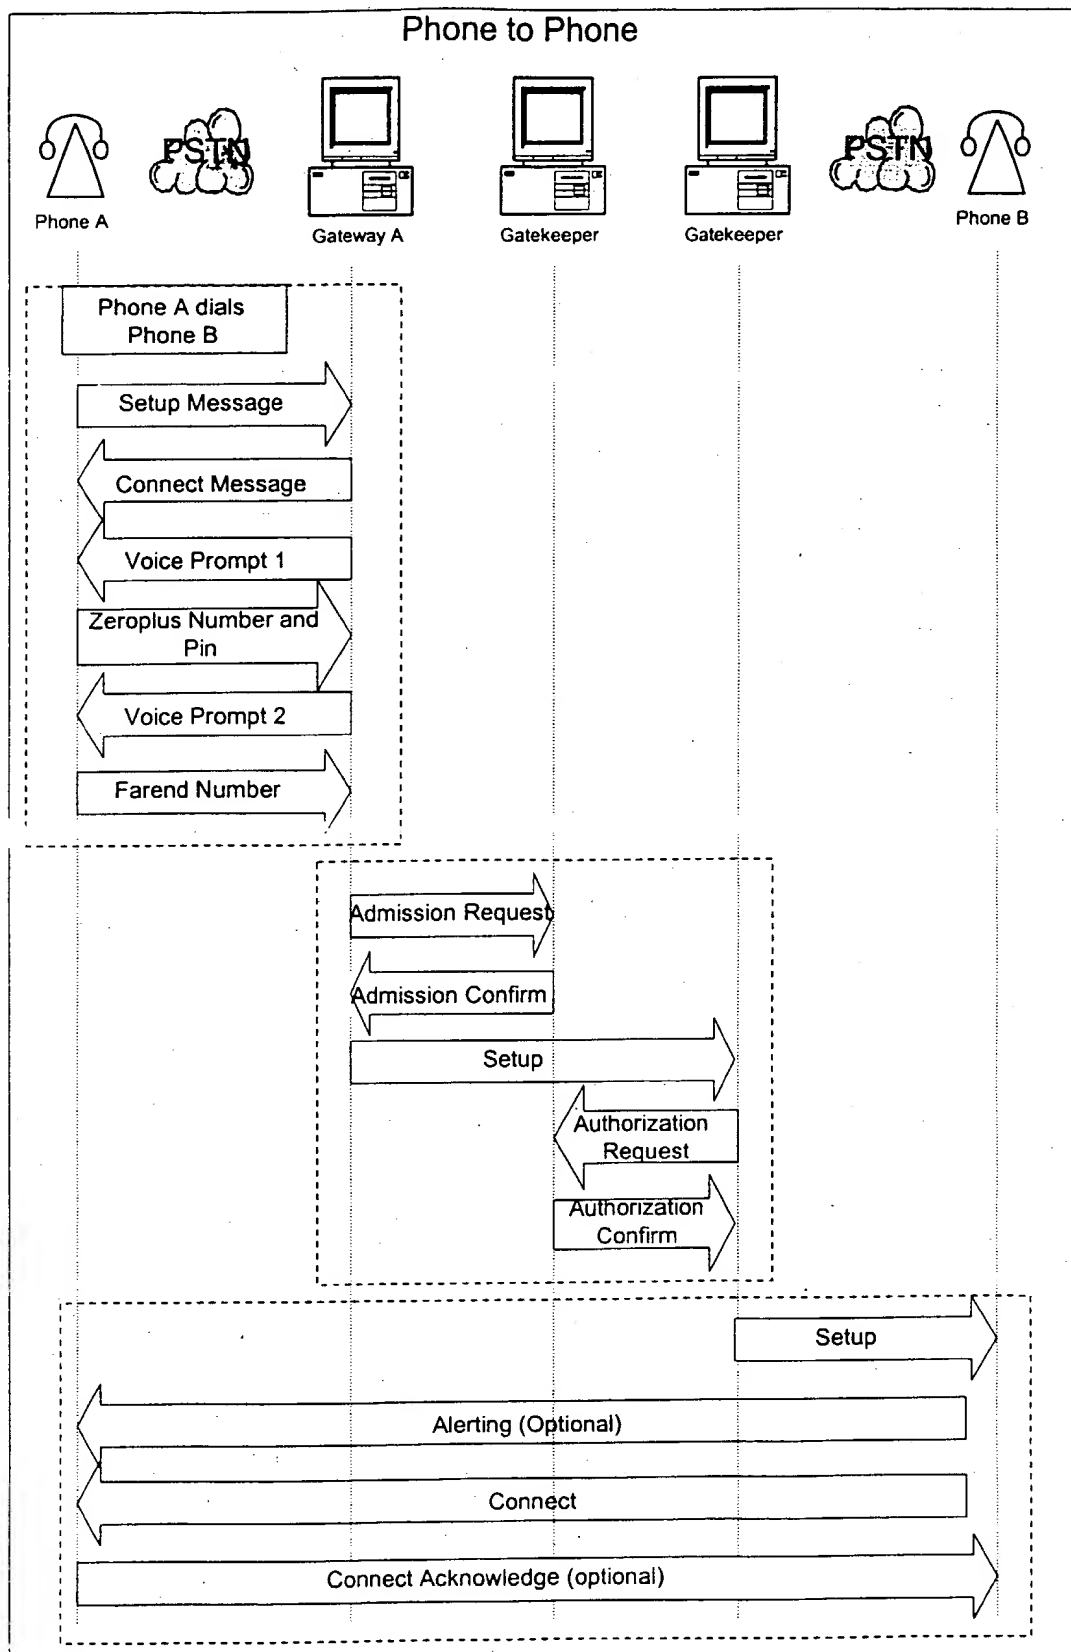 Phone to Phone
PSTN
PSTN
Phone A
Gateway A
Gatekeeper
Gatekeeper
Phone B
Phone A dials
Phone B
Setup Message
Connect Message
Voice Prompt 1
Zeroplus Number and
Pin
Voice Prompt 2
Farend Number
Admission Request
Admission Confirm
Setup
Authorization
Request
Authorization
Confirm
Setup
Alerting (Optional)
Connect
Connect Acknowledge (optional)